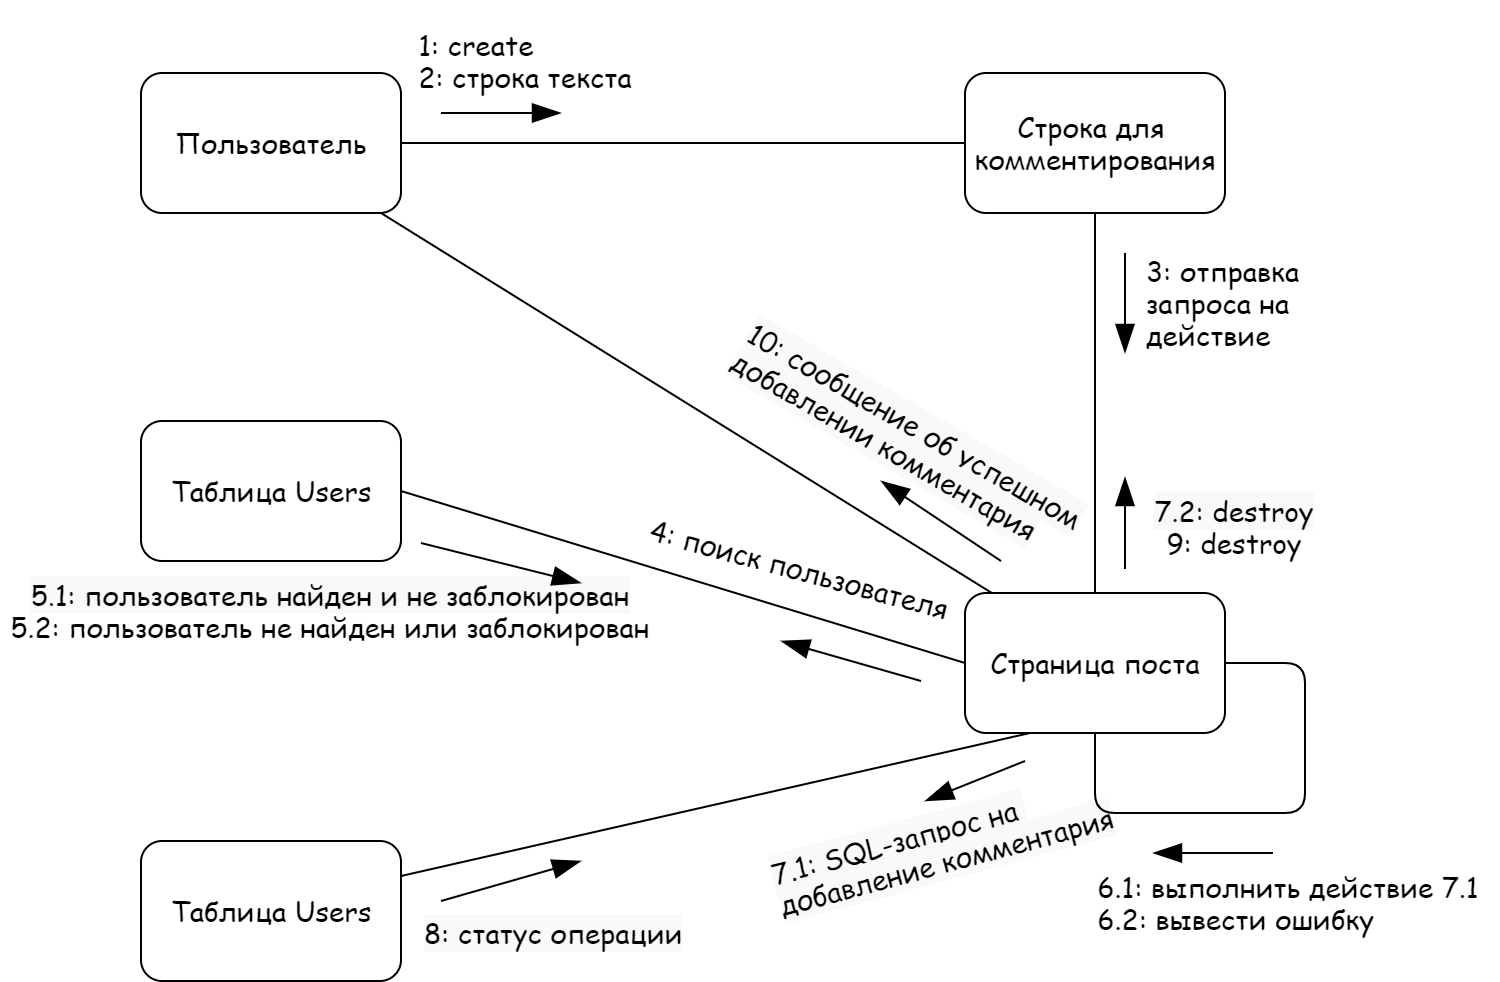 1: create
2: строка текста
Пользователь
Строка для
комментирования
3: отправка
запроса на
действие
10: сообщение об успешном
добавлении комментария
Таблица Users
4: поиск пользователя
7.2: destroy
9: destroy
5.1: пользователь найден и не заблокирован
5.2: пользователь не найден или заблокирован
Страница поста
7.1: SQL-запрос на
добавление комментария
6.1: выполнить действие 7.1
6.2: вывести ошибку
Таблица Users
8: статус операции